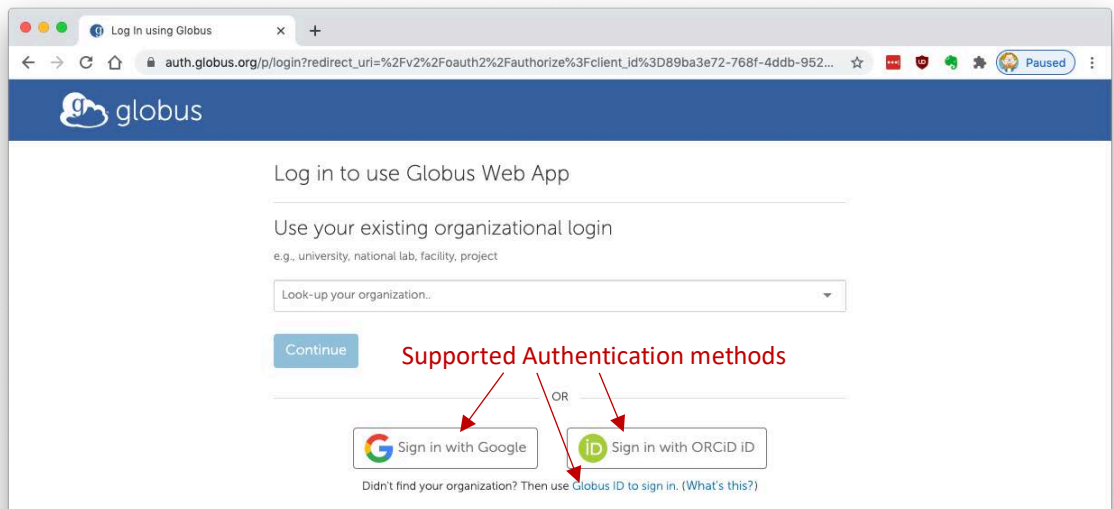 Log In using Globus
auth.globus.org/p/login?redirect_uri=%2Fv2%2Foauth2%2Fauthorize%3Fclient_id%3D89ba3e72-768f-4ddb-952...
Paused
globus
Log in to use Globus Web App
Use your existing organizational login
e.g., university, national lab, facility, project
Look-up your organization..
Continue
Supported Authentication methods
OR
Sign in with Google
iD Sign in with ORCiD iD
Didn't find your organization? Then use Globus ID to sign in. (What's this?)